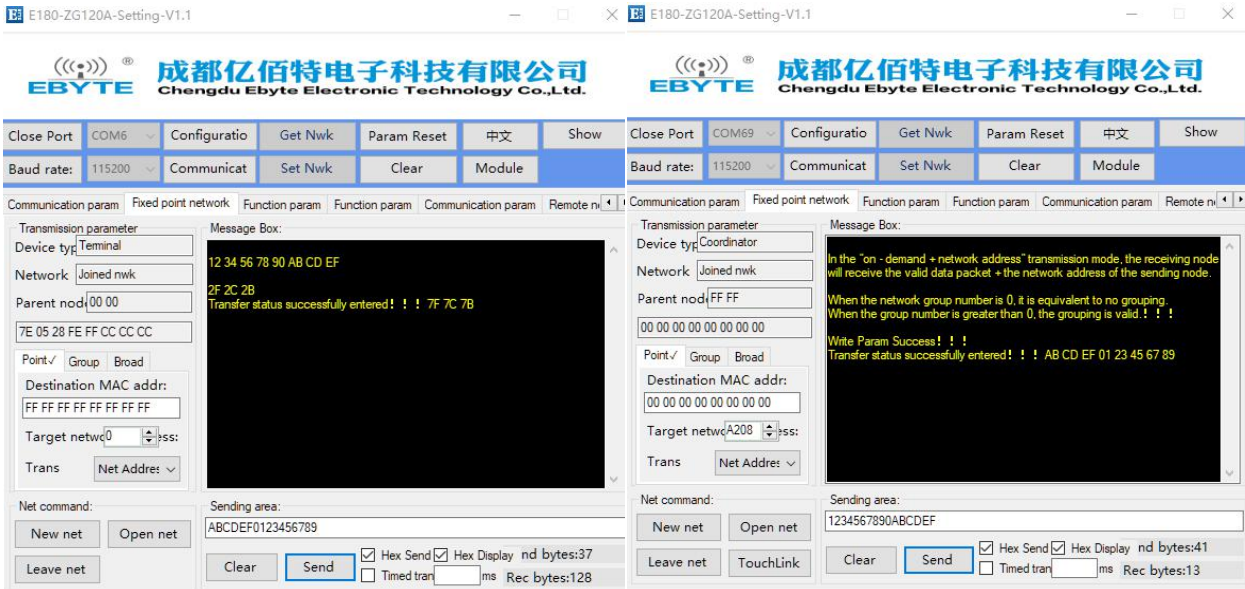 E180-ZG120A-Setting-V1.1
EBYTE ®
成都亿佰特电子科技有限公司
Chengdu Ebyte Electronic Technology Co.,Ltd.
Close Port COM6 Configuratio Get Nwk Param Reset 中文 Show
Baud rate: 115200 Communicat Set Nwk Clear Module
Communication param Fixed point network Function param Function param Communication param Remote n
Transmission parameter
Device typ Terminal
Network Joined nwk
Parent nod 00 00
7E 05 28 FE FF CC CC CC
Point✓ Group Broad
Destination MAC addr:
FF FF FF FF FF FF FF FF
Target netwo 0 ess:
Trans Net Addres
Message Box:
12 34 56 78 90 AB CD EF
2F 2C 2B
Transfer status successfully entered！！！ 7F 7C 7B
Net command:
New net Open net
Leave net
Sending area:
ABCDEF0123456789
Clear Send Hex Send Hex Display nd bytes:37
Timed tran ms Rec bytes:128
E180-ZG120A-Setting-V1.1
EBYTE ®
成都亿佰特电子科技有限公司
Chengdu Ebyte Electronic Technology Co.,Ltd.
Close Port COM69 Configuratio Get Nwk Param Reset 中文 Show
Baud rate: 115200 Communicat Set Nwk Clear Module
Communication param Fixed point network Function param Function param Communication param Remote n
Transmission parameter
Device typ Coordinator
Network Joined nwk
Parent nod FF FF
00 00 00 00 00 00 00 00
Point✓ Group Broad
Destination MAC addr:
00 00 00 00 00 00 00 00
Target netwo A208 ess:
Trans Net Addres
Message Box:
In the "on - demand + network address" transmission mode, the receiving node
will receive the valid data packet + the network address of the sending node.
When the network group number is 0, it is equivalent to no grouping.
When the group number is greater than 0, the grouping is valid.！！！
Write Param Success！！！
Transfer status successfully entered！！！ AB CD EF 01 23 45 67 89
Net command:
New net Open net
Leave net TouchLink
Sending area:
1234567890ABCDEF
Clear Send Hex Send Hex Display nd bytes:41
Timed tran ms Rec bytes:13